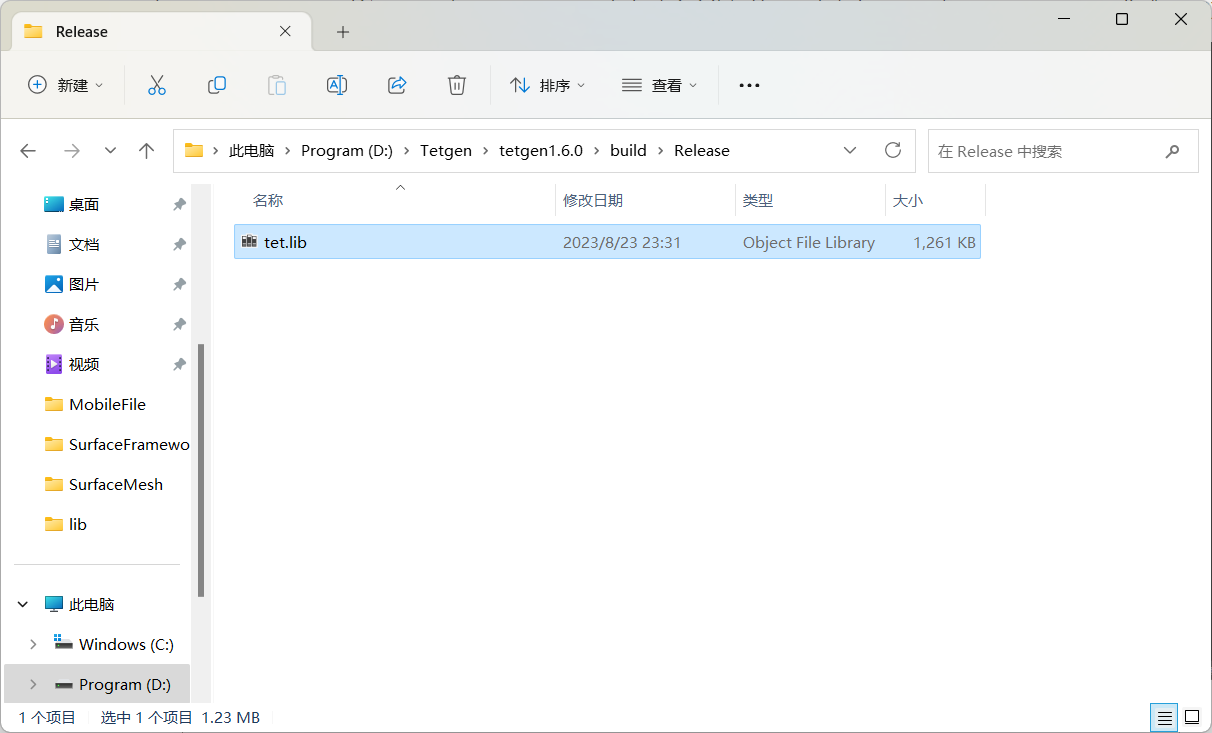 Release
新建
排序
查看
此电脑 Program (D:) Tetgen tetgen1.6.0 build Release
在 Release 中搜索
名称 修改日期 类型 大小
tet.lib 2023/8/23 23:31 Object File Library 1,261 KB
桌面
文档
图片
音乐
视频
MobileFile
SurfaceFramewo
SurfaceMesh
lib
此电脑
Windows (C:)
Program (D:)
1 个项目 选中 1 个项目 1.23 MB